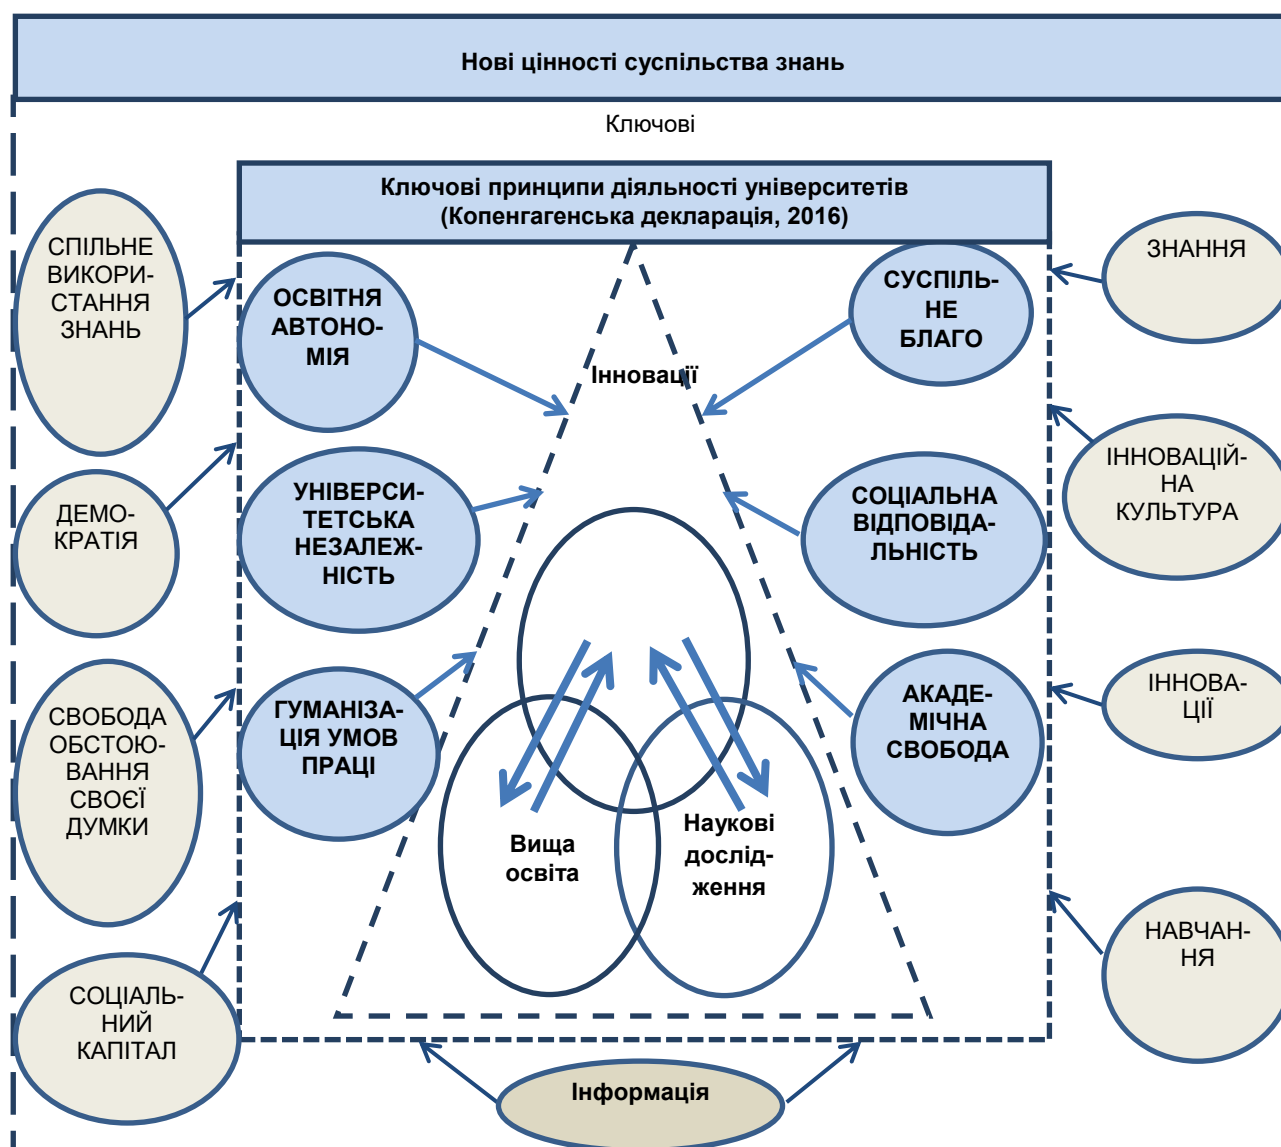 Нові цінності суспільства знань
Ключові
Ключові принципи діяльності університетів
(Копенгагенська декларація, 2016)
СПІЛЬНЕ
ВИКОРИ-
СТАННЯ
ЗНАНЬ
ОСВІТНЯ
АВТОНО-
МІЯ
СУСПІЛЬ-
НЕ
БЛАГО
ЗНАННЯ
Інновації
ДЕМО-
КРАТІЯ
УНІВЕРСИ-
ТЕТСЬКА
НЕЗАЛЕЖ-
НІСТЬ
СОЦІАЛЬНА
ВІДПОВІДА-
ЛЬНІСТЬ
ІННОВАЦІЙ-
НА
КУЛЬТУРА
СВОБОДА
ОБСТОЮ-
ВАННЯ
СВОЄЇ
ДУМКИ
ГУМАНІЗА-
ЦІЯ УМОВ
ПРАЦІ
АКАДЕ-
МІЧНА
СВОБОДА
ІННОВА-
ЦІЇ
Вища
освіта
Наукові
дослід-
ження
СОЦІАЛЬ-
НИЙ
КАПІТАЛ
НАВЧАН-
НЯ
Інформація